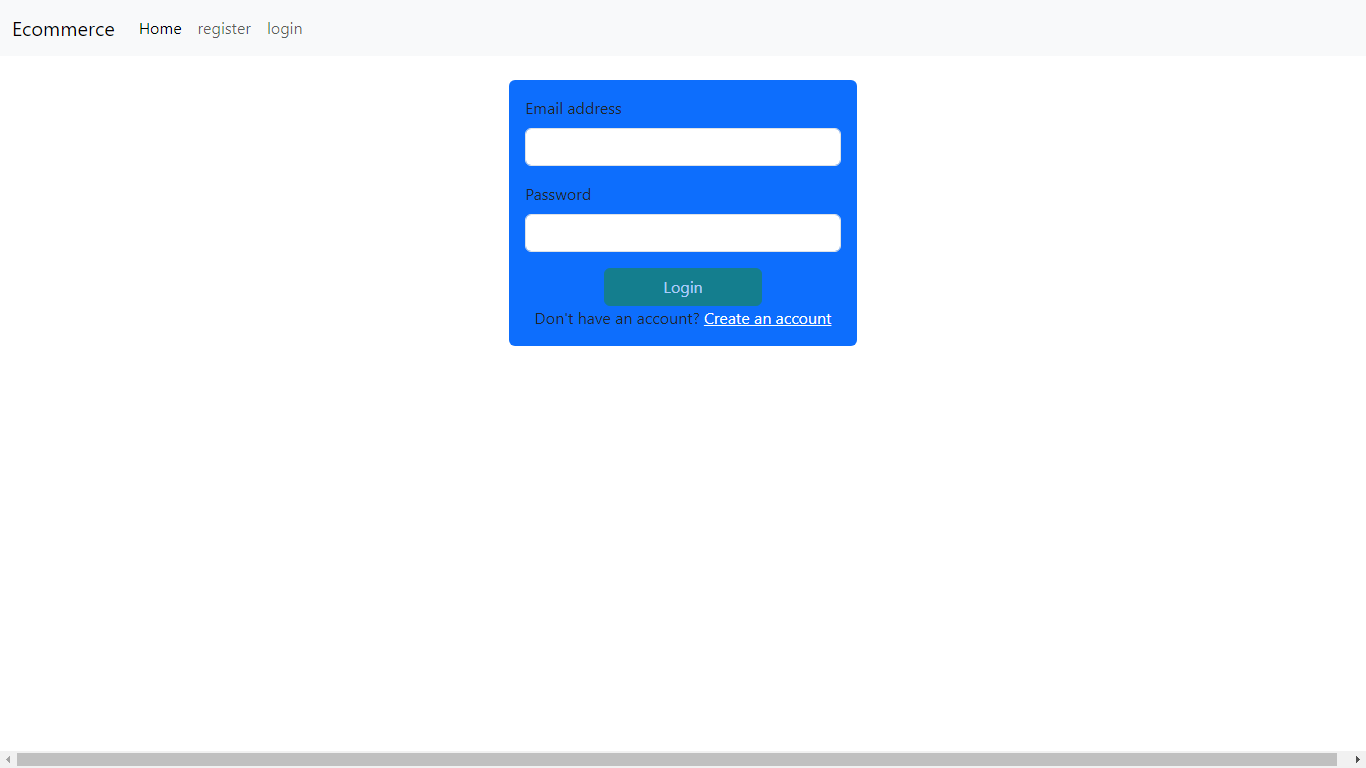 Ecommerce Home register login
Email address
Password
Login
Don't have an account? Create an account